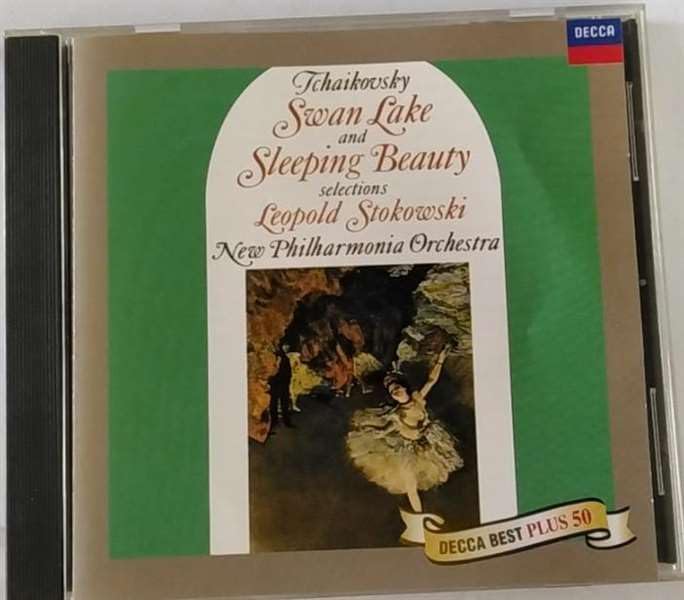 DECCA
Tchaikovsky
Swan Lake
and
Sleeping Beauty
selections
Leopold Stokowski
New Philharmonia Orchestra
DECCA BEST PLUS 50